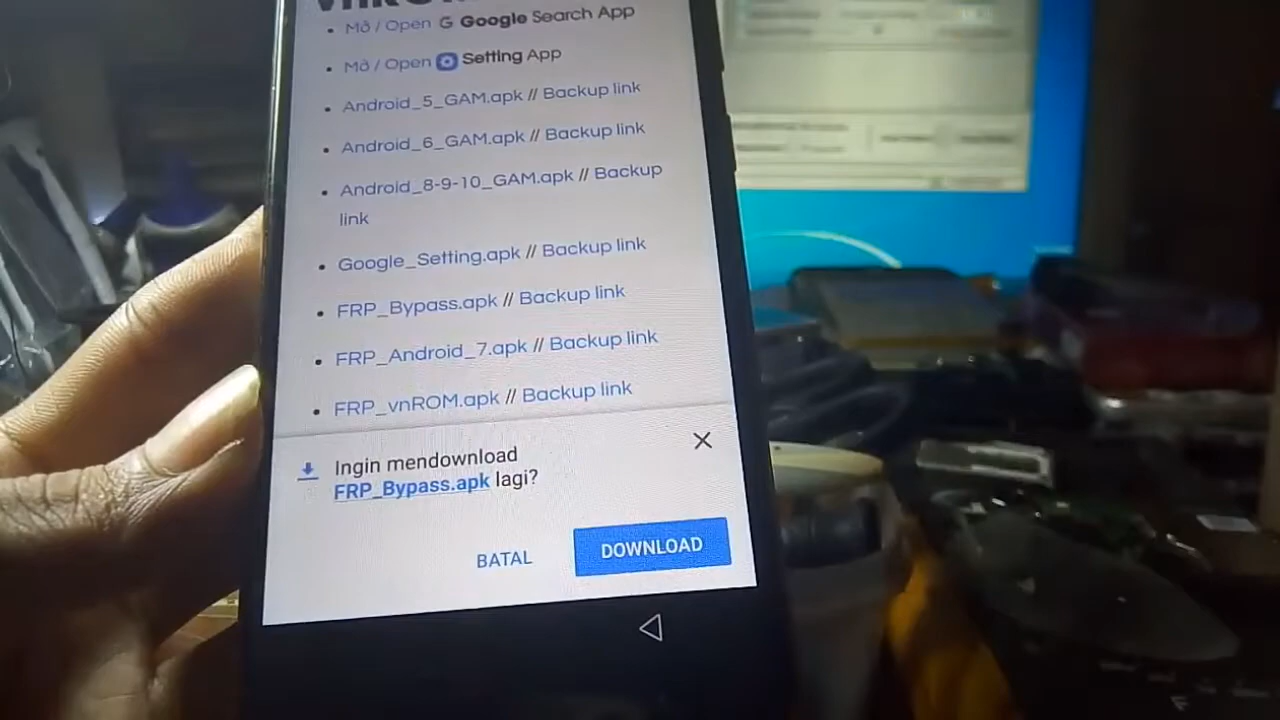 Mở / Open G Google Search App
Mở / Open Setting App
Android_5_GAM.apk // Backup link
Android_6_GAM.apk // Backup link
Android_8-9-10_GAM.apk // Backup
link
Google_Setting.apk // Backup link
FRP_Bypass.apk // Backup link
FRP_Android_7.apk // Backup link
FRP_vnROM.apk // Backup link
Ingin mendownload
FRP_Bypass.apk lagi?
BATAL
DOWNLOAD